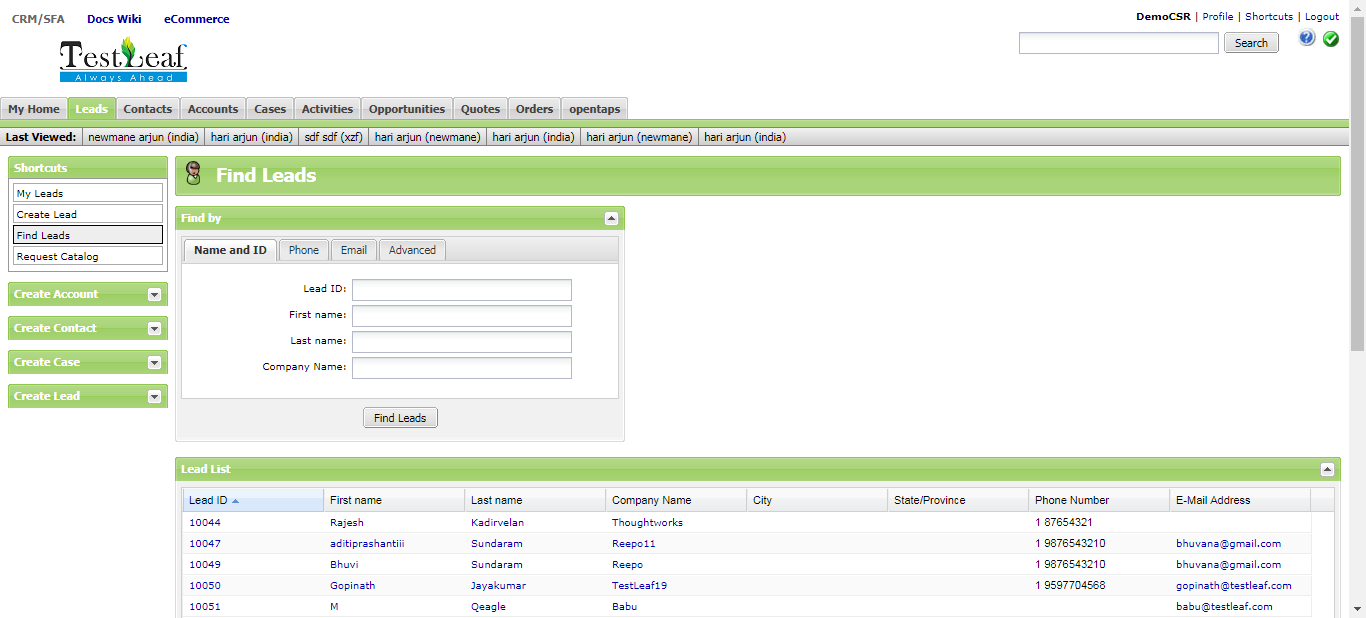 CRM/SFA Docs Wiki eCommerce
DemoCSR | Profile | Shortcuts | Logout
Search
TestLeaf
Always Ahead
My Home Leads Contacts Accounts Cases Activities Opportunities Quotes Orders opentaps
Last Viewed: newmane arjun (india) hari arjun (india) sdf sdf (xzf) hari arjun (newmane) hari arjun (india) hari arjun (newmane) hari arjun (india)
Shortcuts
My Leads
Create Lead
Find Leads
Request Catalog
Create Account
Create Contact
Create Case
Create Lead
Find Leads
Find by
Name and ID Phone Email Advanced
Lead ID:
First name:
Last name:
Company Name:
Find Leads
Lead List
Lead ID First name Last name Company Name City State/Province Phone Number E-Mail Address
10044 Rajesh Kadirvelan Thoughtworks 1 87654321
10047 aditiprashantiii Sundaram Reepo11 1 9876543210 bhuvana@gmail.com
10049 Bhuvi Sundaram Reepo 1 9876543210 bhuvana@gmail.com
10050 Gopinath Jayakumar TestLeaf19 1 9597704568 gopinath@testleaf.com
10051 M Qeagle Babu babu@testleaf.com